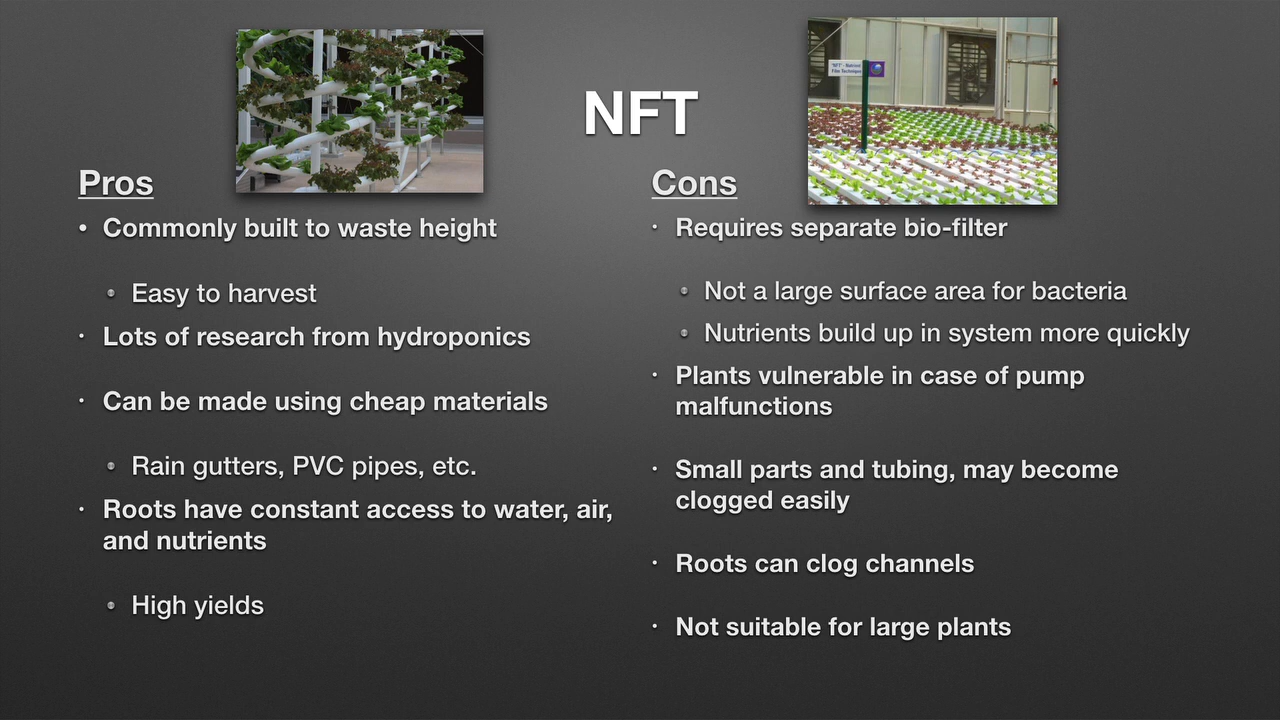 NFT
"NFT" - Nutrient
Film Technique
Pros
• Commonly built to waste height
• Easy to harvest
• Lots of research from hydroponics
• Can be made using cheap materials
• Rain gutters, PVC pipes, etc.
• Roots have constant access to water, air,
and nutrients
• High yields
Cons
• Requires separate bio-filter
• Not a large surface area for bacteria
• Nutrients build up in system more quickly
• Plants vulnerable in case of pump
malfunctions
• Small parts and tubing, may become
clogged easily
• Roots can clog channels
• Not suitable for large plants